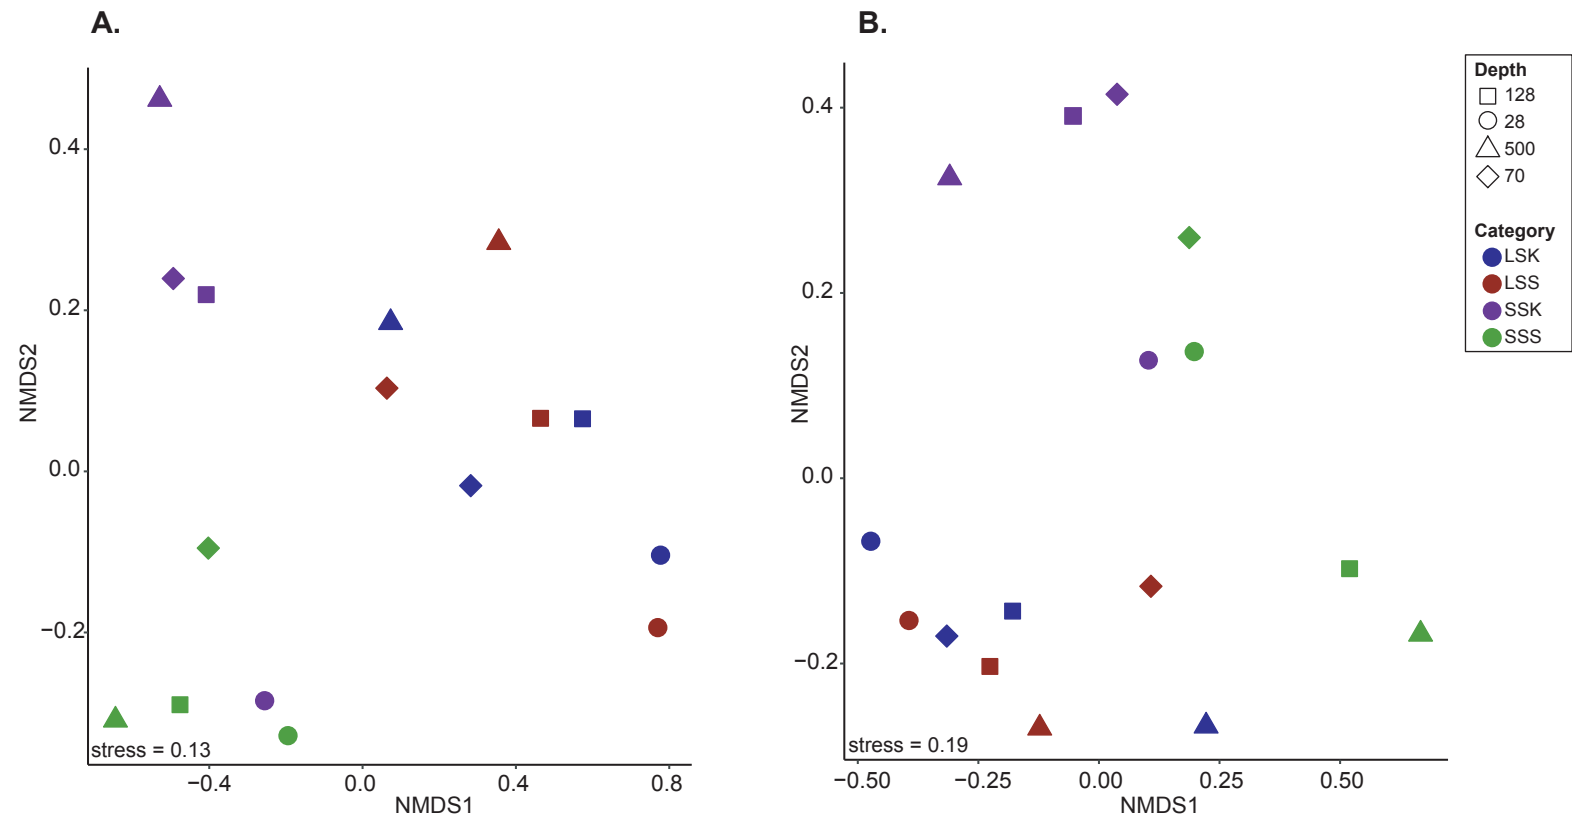 A.
0.4
0.2
0.0
−0.2
NMDS2
stress = 0.13
−0.4
0.0
0.4
0.8
NMDS1
B.
0.4
0.2
0.0
−0.2
NMDS2
stress = 0.19
−0.50
−0.25
0.00
0.25
0.50
NMDS1
Depth
128
28
500
70
Category
LSK
LSS
SSK
SSS